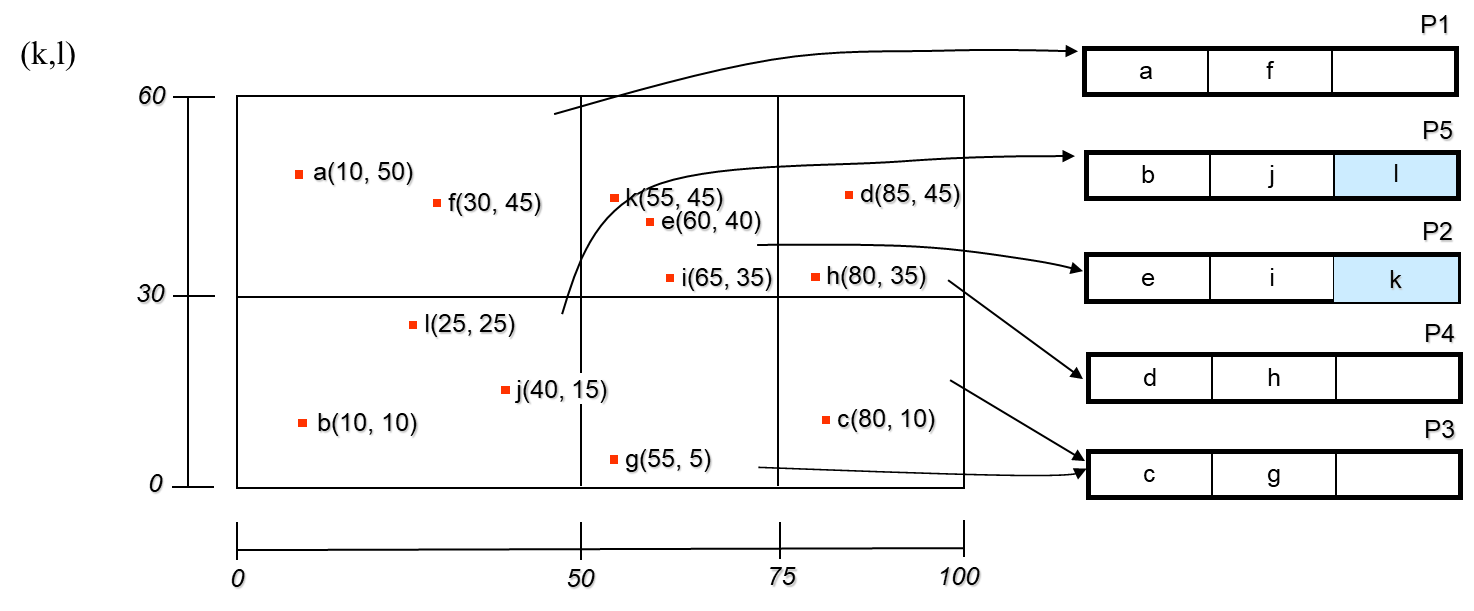 P1
(k,l)
a f
60
P5
b j l
a(10, 50)
k(55, 45)
d(85, 45)
f(30, 45)
e(60, 40)
P2
e i k
i(65, 35)
h(80, 35)
30
P4
l(25, 25)
d h
j(40, 15)
b(10, 10)
c(80, 10)
P3
g(55, 5)
c g
0
0 50 75 100